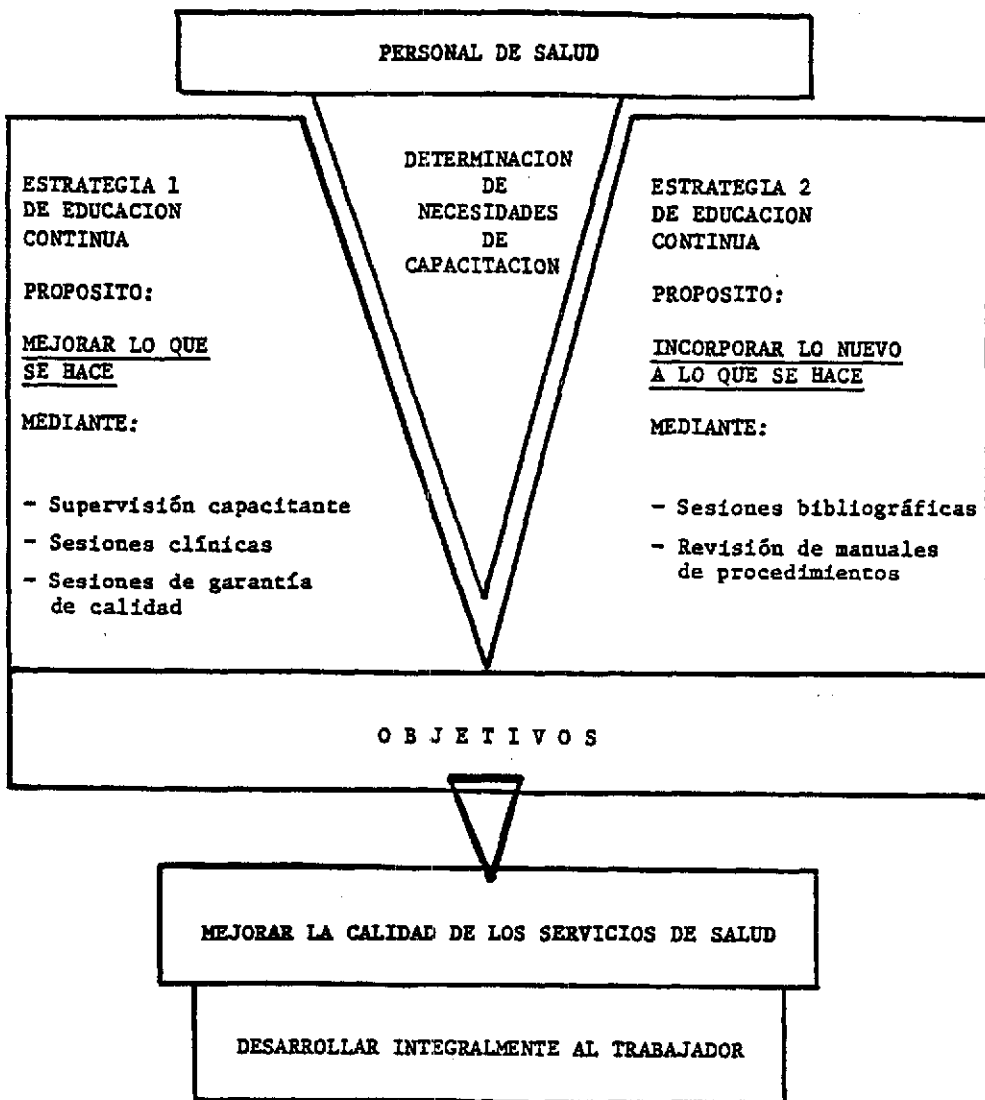 PERSONAL DE SALUD
DETERMINACION
DE
NECESIDADES
DE
CAPACITACION
ESTRATEGIA 1
DE EDUCACION
CONTINUA
PROPOSITO:
MEJORAR LO QUE
SE HACE
MEDIANTE:
- Supervisión capacitante
- Sesiones clínicas
- Sesiones de garantía
de calidad
ESTRATEGIA 2
DE EDUCACION
CONTINUA
PROPOSITO:
INCORPORAR LO NUEVO
A LO QUE SE HACE
MEDIANTE:
- Sesiones bibliográficas
- Revisión de manuales
de procedimientos
O B J E T I V O S
MEJORAR LA CALIDAD DE LOS SERVICIOS DE SALUD
DESARROLLAR INTEGRALMENTE AL TRABAJADOR